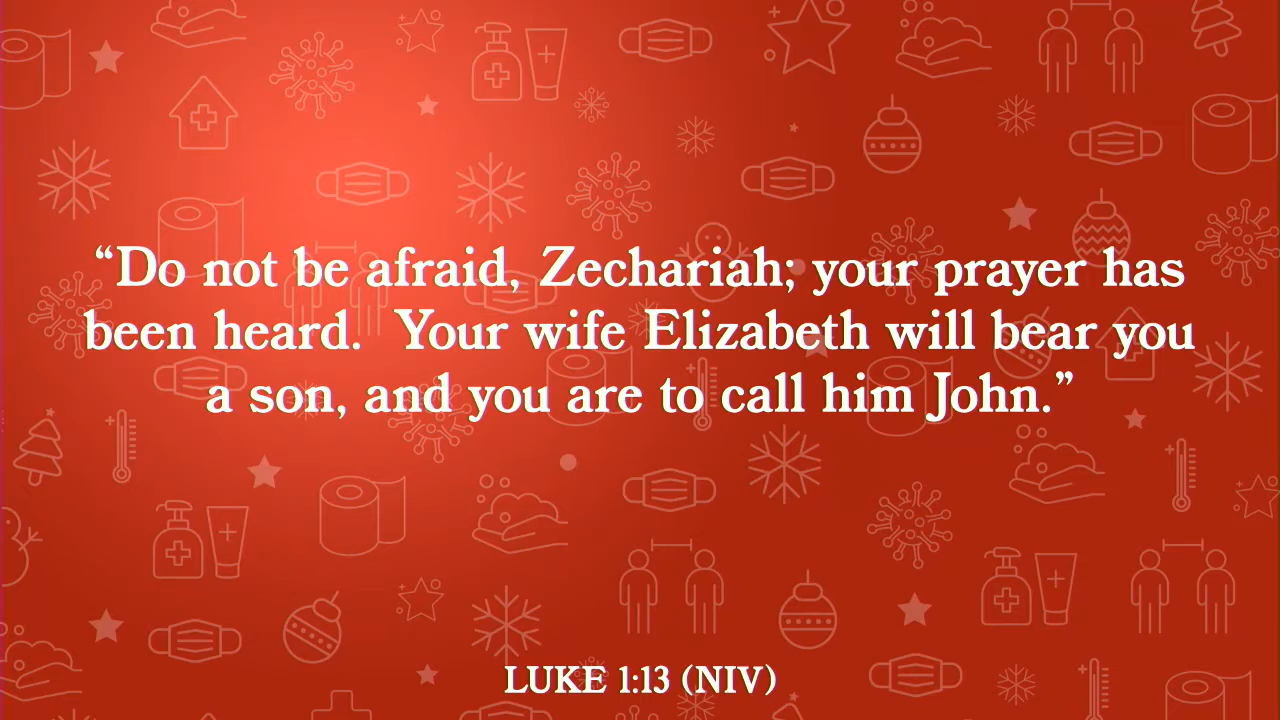 “Do not be afraid, Zechariah; your prayer has
been heard.  Your wife Elizabeth will bear you
a son, and you are to call him John.”
LUKE 1:13 (NIV)